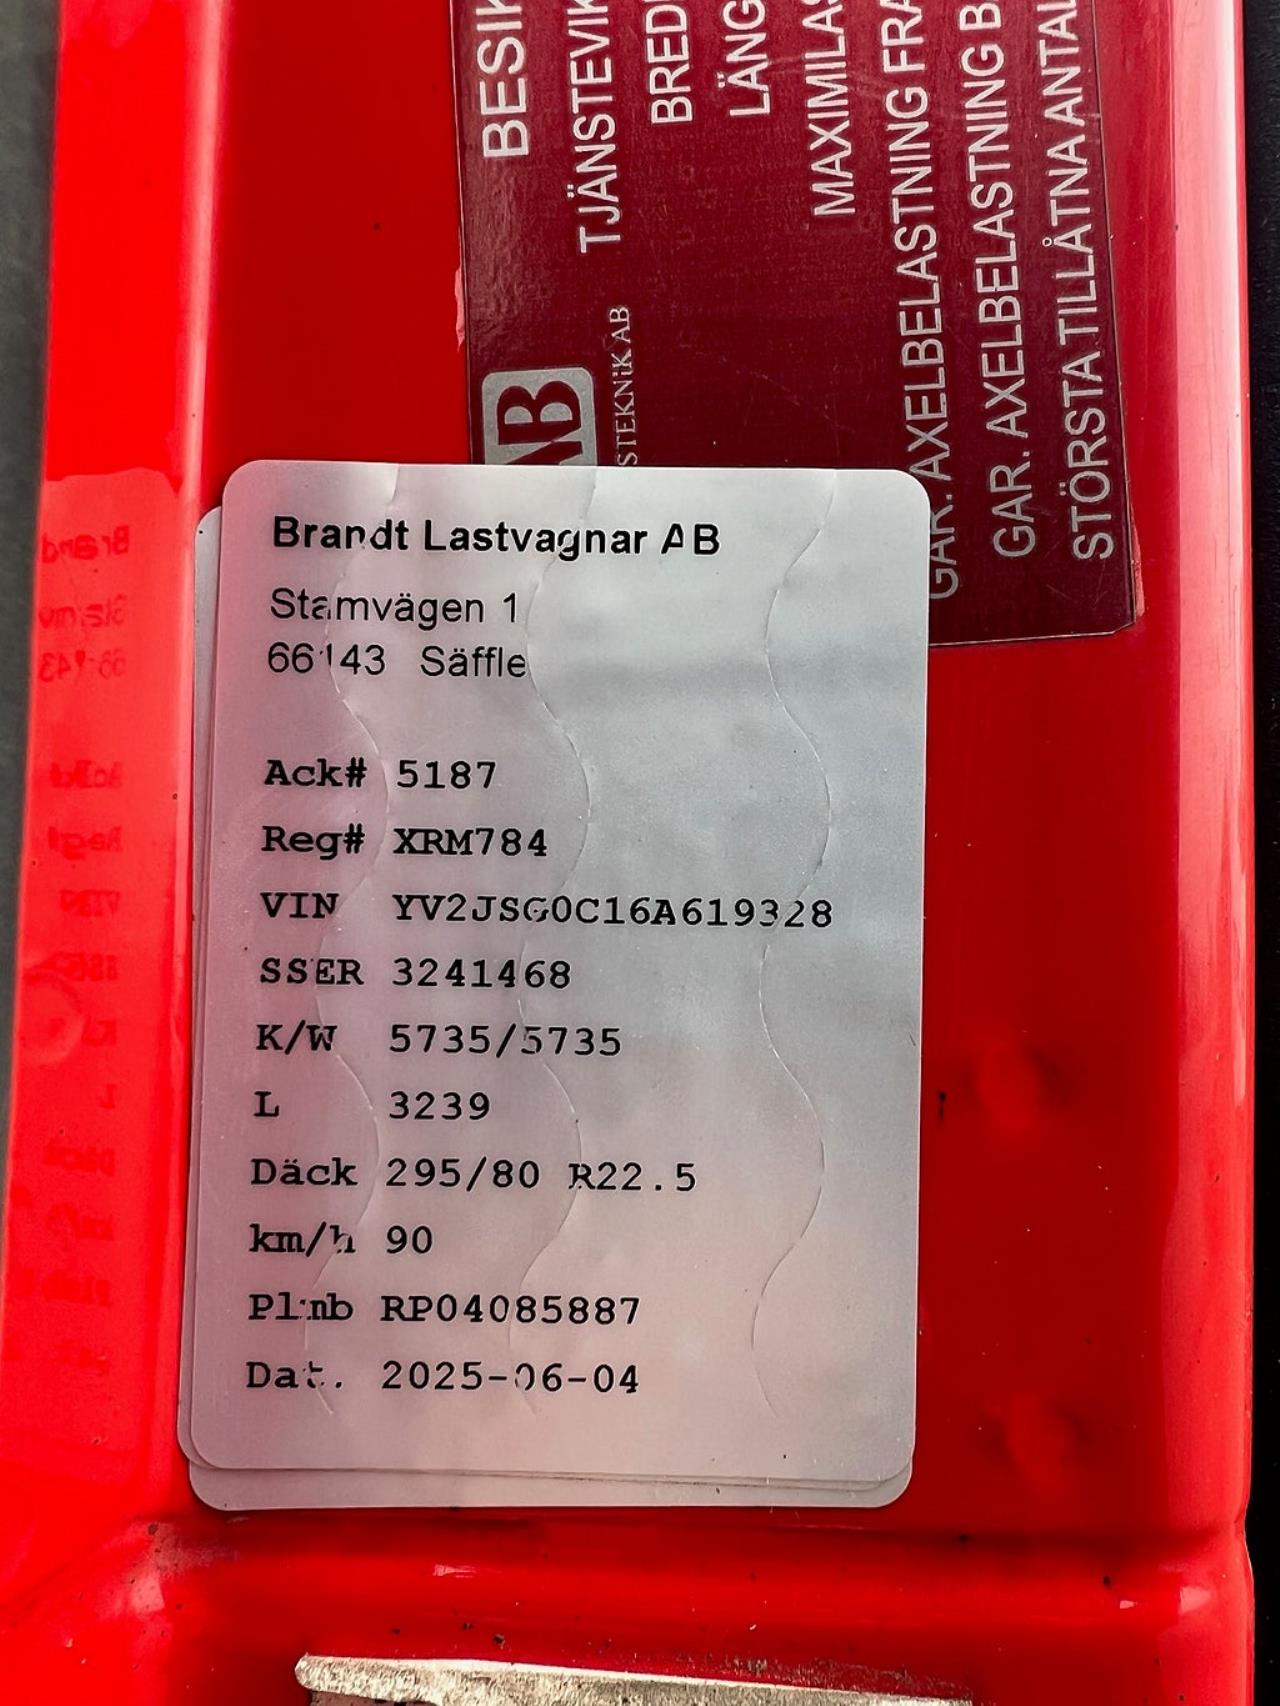 BESIK
TJÄNSTEVIK
BRED
LÄNG
MAXIMILAS
GAR. AXELBELASTNING FRA
GAR. AXELBELASTNING B
STÖRSTA TILLÅTNA ANTAL
AB
STEKNiK AB
Brandt Lastvagnar AB
Stamvägen 1
66143 Säffle
Ack# 5187
Reg# XRM784
VIN YV2JSG0C16A619328
SSER 3241468
K/W 5735/5735
L 3239
Däck 295/80 R22.5
km/h 90
Plmb RP04085887
Dat. 2025-06-04